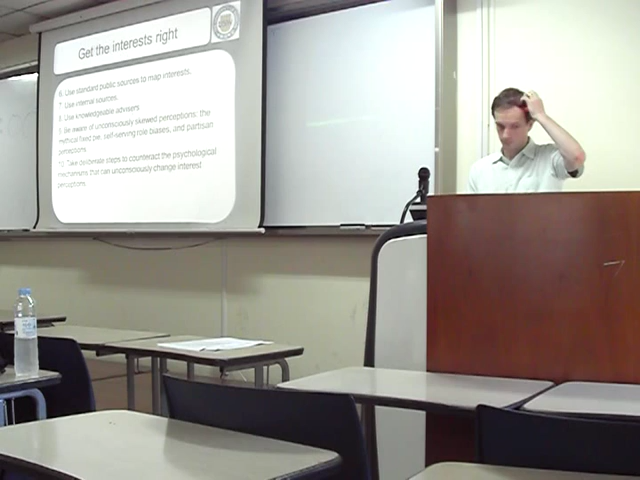 Get the interests right
6. Use standard public sources to map interests.
7. Use internal sources.
8. Use knowledgeable advisers.
9. Be aware of unconsciously skewed perceptions: the
mythical fixed pie, self-serving role biases, and partisan
perceptions.
10. Take deliberate steps to counteract the psychological
mechanisms that can unconsciously change interest
perceptions.